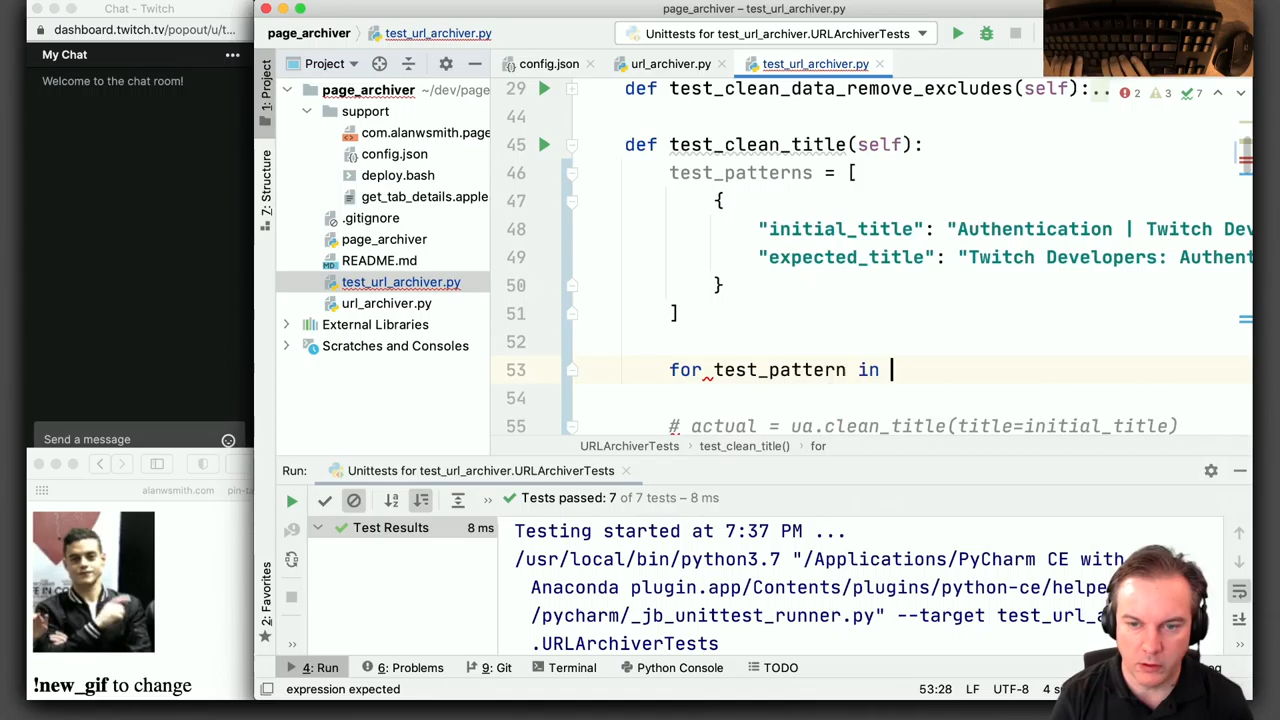 Chat - Twitch
dashboard.twitch.tv/popout/u/t...
My Chat
Welcome to the chat room!
Send a message
alanwsmith.com
pin-t
!new_gif to change
page_archiver – test_url_archiver.py
page_archiver
test_url_archiver.py
Unittests for test_url_archiver.URLArchiverTests
1: Project
Project
config.json
url_archiver.py
test_url_archiver.py
page_archiver ~/dev/page
support
com.alanwsmith.page
config.json
deploy.bash
get_tab_details.apple
.gitignore
page_archiver
README.md
test_url_archiver.py
url_archiver.py
External Libraries
Scratches and Consoles
7: Structure
2: Favorites
29 def test_clean_data_remove_excludes(self):..
2 3 7
44
45 def test_clean_title(self):
46 test_patterns = [
47 {
48 "initial_title": "Authentication | Twitch Dev
49 "expected_title": "Twitch Developers: Authent
50 }
51 ]
52
53 for test_pattern in
54
55 # actual = ua.clean_title(title=initial_title)
URLArchiverTests test_clean_title() for
Run: Unittests for test_url_archiver.URLArchiverTests
Tests passed: 7 of 7 tests – 8 ms
Test Results 8 ms
Testing started at 7:37 PM ...
/usr/local/bin/python3.7 "/Applications/PyCharm CE with
Anaconda plugin.app/Contents/plugins/python-ce/helpe
/pycharm/_jb_unittest_runner.py" --target test_url_a
.URLArchiverTests
4: Run
6: Problems
9: Git
Terminal
Python Console
TODO
expression expected
53:28 LF UTF-8 4 s